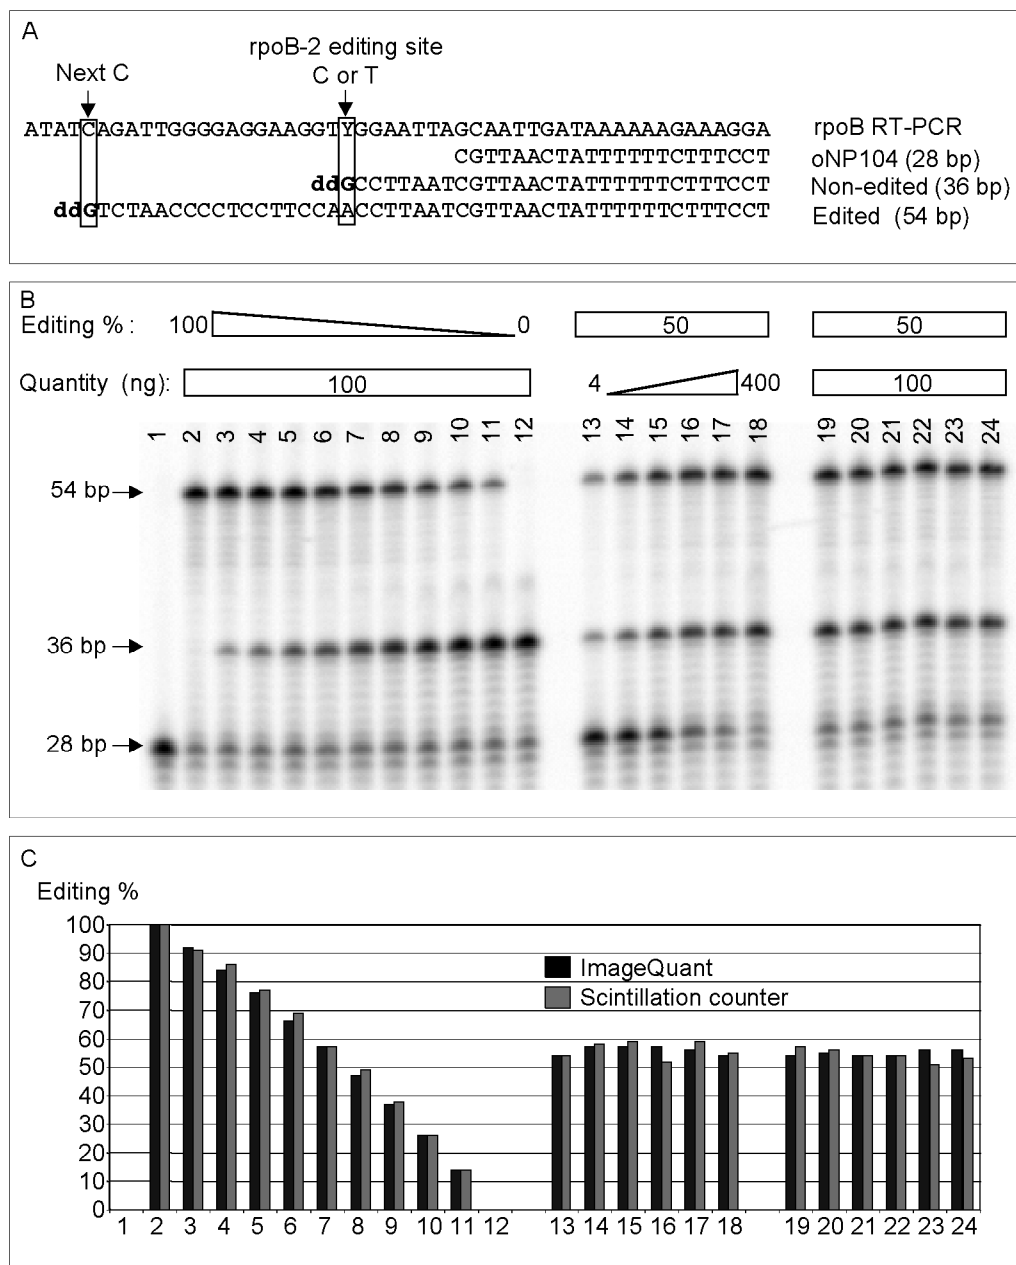 A
rpoB-2 editing site
Next C C or T
ATATCAGATTGGGGAGGAAGGTYGGAATTAGCAATTGATAAAAAAGAAAGGA rpoB RT-PCR
CGTTAACTATTTTTTCTTTCCT oNP104 (28 bp)
ddGCCTTAATCGTTAACTATTTTTTCTTTCCT Non-edited (36 bp)
ddGTCTAACCCCTCCTTCCAACCTTAATCGTTAACTATTTTTTCTTTCCT Edited (54 bp)
B
Editing % : 100 0 50 50
Quantity (ng): 100 4 400 100
1 2 3 4 5 6 7 8 9 10 11 12 13 14 15 16 17 18 19 20 21 22 23 24
54 bp
36 bp
28 bp
C
Editing %
100
90
80
70
60
50
40
30
20
10
0
ImageQuant
Scintillation counter
1 2 3 4 5 6 7 8 9 10 11 12 13 14 15 16 17 18 19 20 21 22 23 24